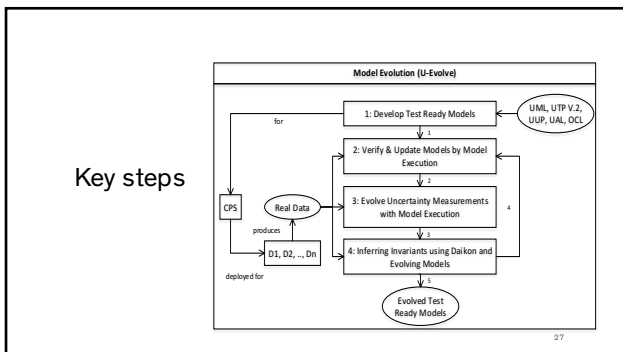 Key steps
Model Evolution (U-Evolve)
UML, UTP V.2,
UUP, UAL, OCL
1: Develop Test Ready Models
for
1
2: Verify & Update Models by Model
Execution
2
CPS
Real Data
3: Evolve Uncertainty Measurements
with Model Execution
4
produces
3
D1, D2, .., Dn
4: Inferring Invariants using Daikon and
Evolving Models
deployed for
5
Evolved Test
Ready Models
27